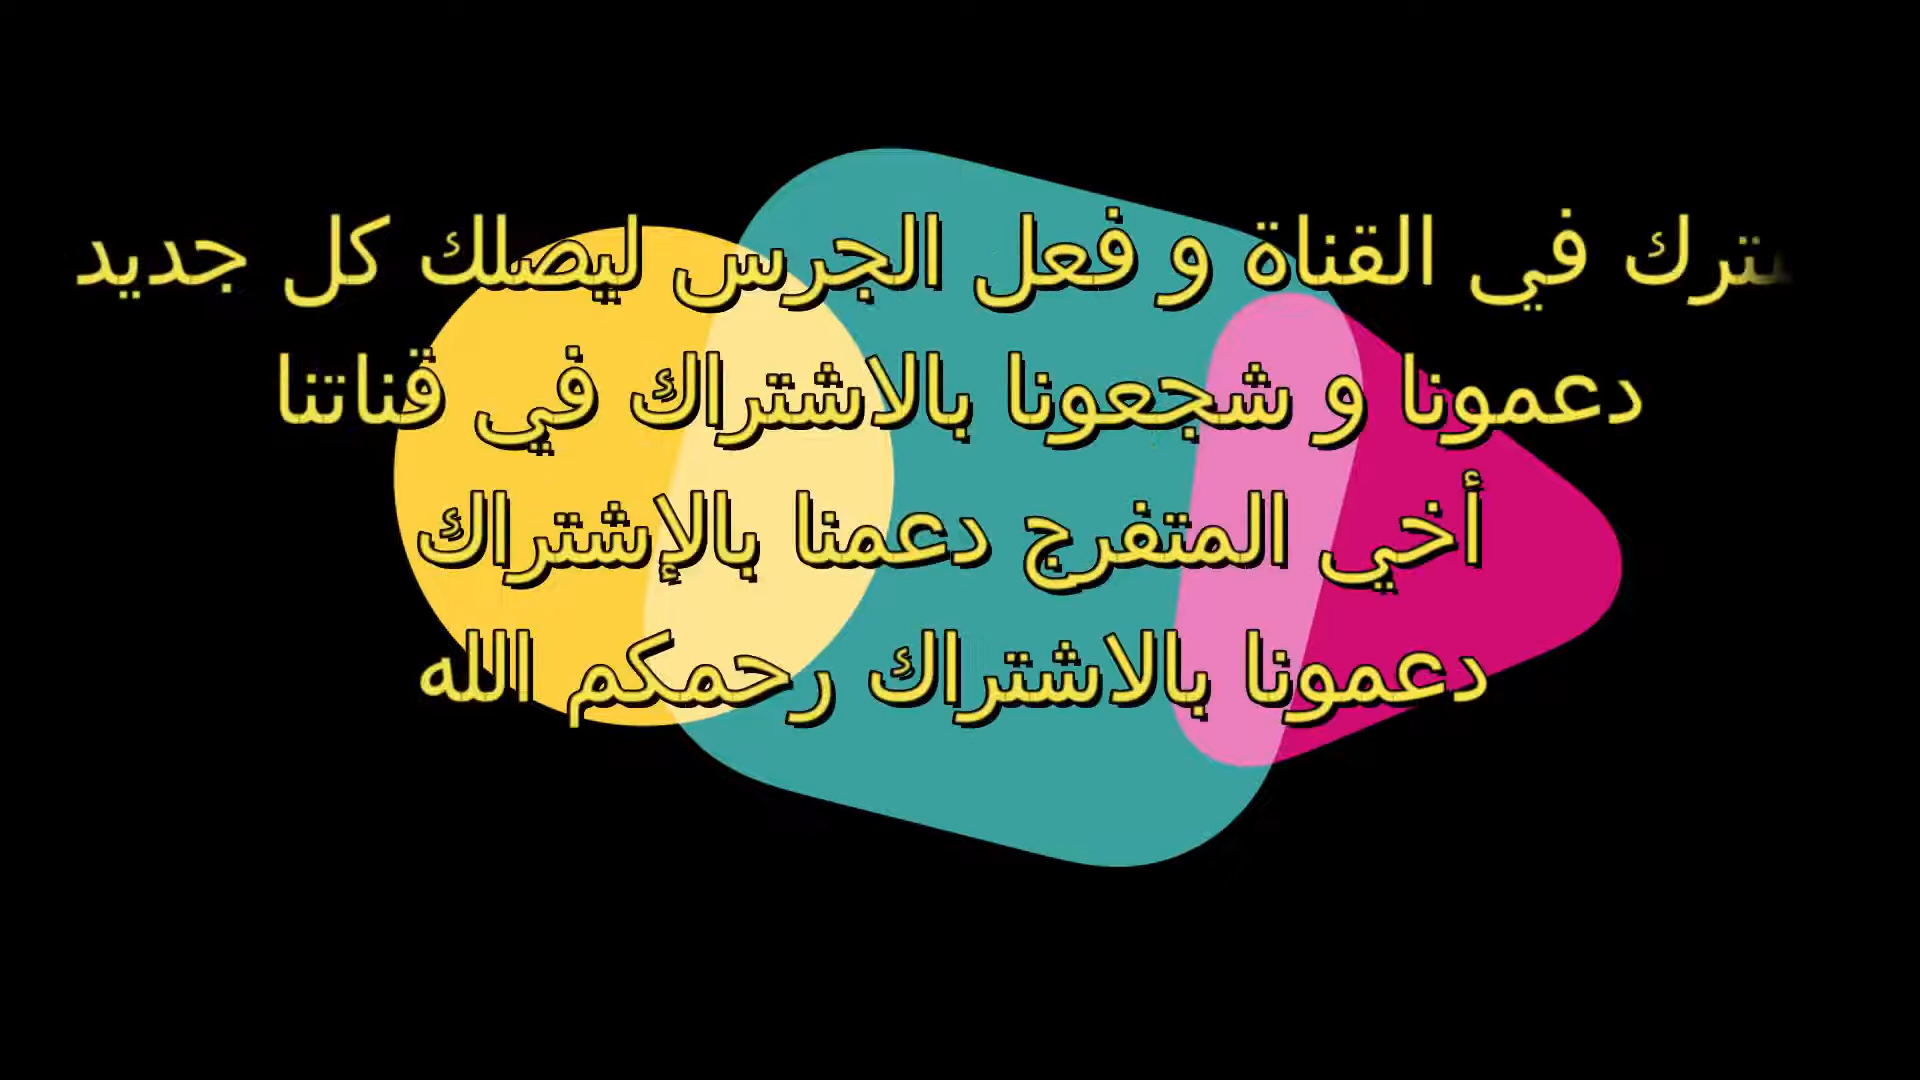 في القناة و فعل الجرس ليصلك كل جديد
دعمونا و شجعونا بالاشتراك في قناتنا
أخي المتفرج دعمنا بالإشتراك
دعمونا بالاشتراك رحمكم الله